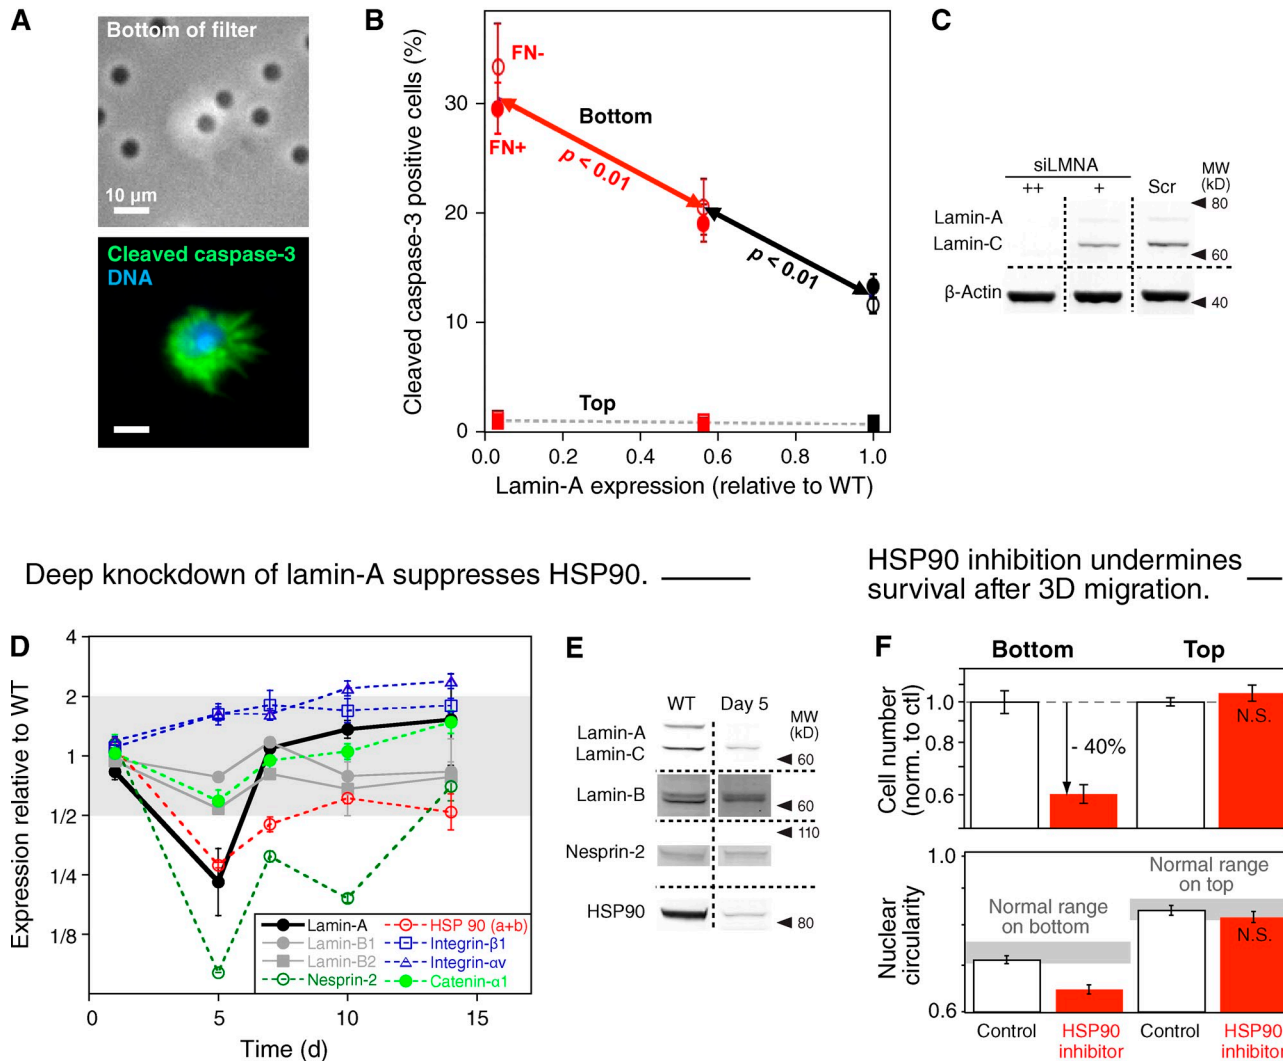 A
Bottom of filter
10 μm
Cleaved caspase-3
DNA
B
Cleaved caspase-3 positive cells (%)
30
20
10
0
FN-
FN+
Bottom
p < 0.01
p < 0.01
Top
0.0 0.2 0.4 0.6 0.8 1.0
Lamin-A expression (relative to WT)
C
siLMNA
++ + Scr
MW
(kD)
Lamin-A
Lamin-C
β-Actin
80
60
40
Deep knockdown of lamin-A suppresses HSP90.
HSP90 inhibition undermines
survival after 3D migration.
D
Expression relative to WT
4
2
1
1/2
1/4
1/8
Lamin-A
Lamin-B1
Lamin-B2
Nesprin-2
HSP 90 (a+b)
Integrin-β1
Integrin-αv
Catenin-α1
0 5 10 15
Time (d)
E
WT Day 5
MW
(kD)
Lamin-A
Lamin-C
60
Lamin-B
60
110
Nesprin-2
HSP90
80
F
Bottom Top
Cell number
(norm. to ctl)
1.0
0.8
0.6
- 40%
N.S.
Nuclear
circularity
1.0
0.6
Normal range
on bottom
Normal range
on top
N.S.
Control
HSP90
inhibitor
Control
HSP90
inhibitor